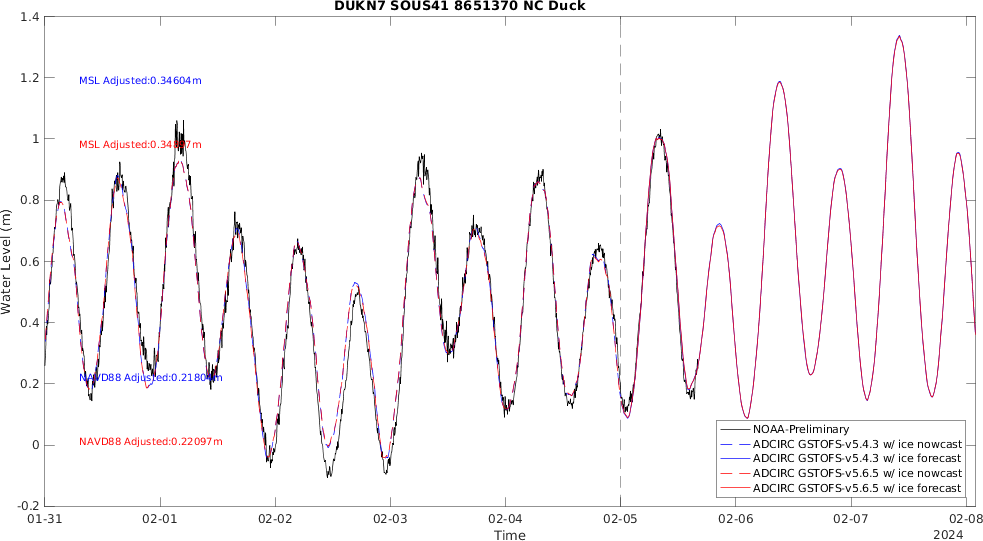 DUKN7 SOUS41 8651370 NC Duck
1.4
1.2
1
0.8
0.6
0.4
0.2
0
-0.2
Water Level (m)
MSL Adjusted:0.34604m
MSL
NAVD88
NAVD88 Adjusted:0.22097m
NOAA-Preliminary
ADCIRC GSTOFS-v5.4.3 w/ ice nowcast
ADCIRC GSTOFS-v5.4.3 w/ ice forecast
ADCIRC GSTOFS-v5.6.5 w/ ice nowcast
ADCIRC GSTOFS-v5.6.5 w/ ice forecast
01-31
02-01
02-02
02-03
02-04
02-05
02-06
02-07
02-08
Time
2024